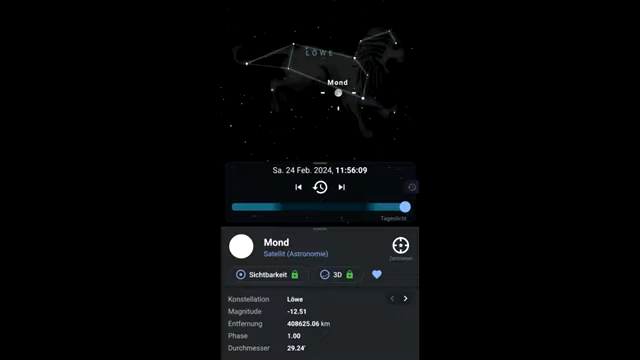 LÖWE
Mond
Sa. 24 Feb. 2024, 11:56:09
Tageslicht
Mond
Satellit (Astronomie)
Zentrieren
Sichtbarkeit
3D
Konstellation Löwe
Magnitude -12.51
Entfernung 408625.06 km
Phase 1.00
Durchmesser 29.24'